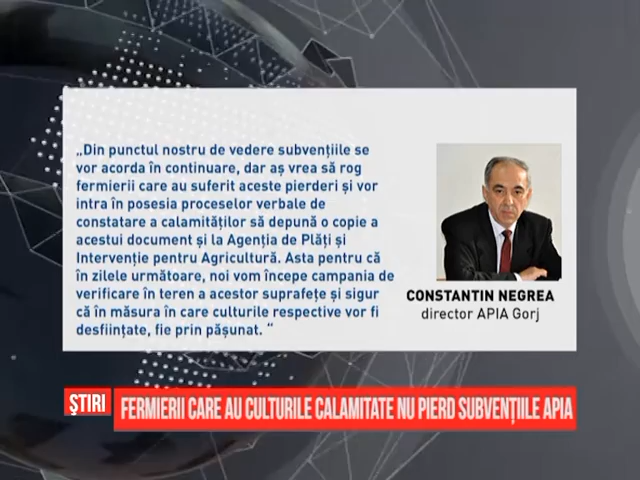 „Din punctul nostru de vedere subvențiile se
vor acorda în continuare, dar aș vrea să rog
fermierii care au suferit aceste pierderi și vor
intra în posesia proceselor verbale de
constatare a calamităților să depună o copie a
acestui document și la Agenția de Plăți și
Intervenție pentru Agricultură. Asta pentru că
în zilele următoare, noi vom începe campania de
verificare în teren a acestor suprafețe și sigur
că în măsura în care culturile respective vor fi
desființate, fie prin pășunat. "
CONSTANTIN NEGREA
director APIA Gorj
ŞTIRI
FERMIERII CARE AU CULTURILE CALAMITATE NU PIERD SUBVENȚIILE APIA